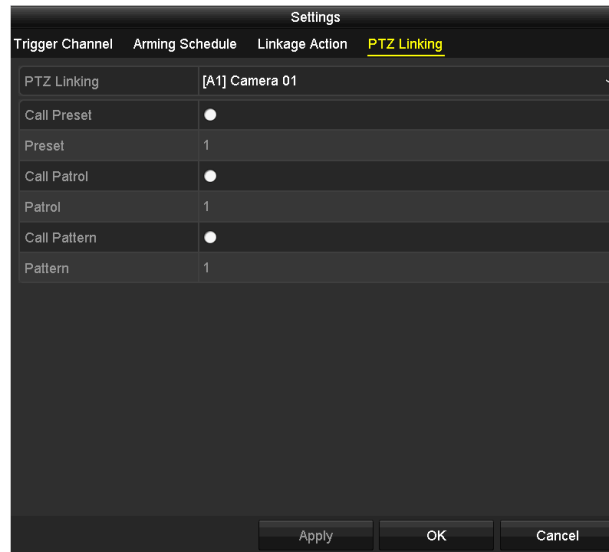 Settings
Trigger Channel Arming Schedule Linkage Action PTZ Linking
PTZ Linking [A1] Camera 01
Call Preset
Preset 1
Call Patrol
Patrol 1
Call Pattern
Pattern 1
Apply OK Cancel